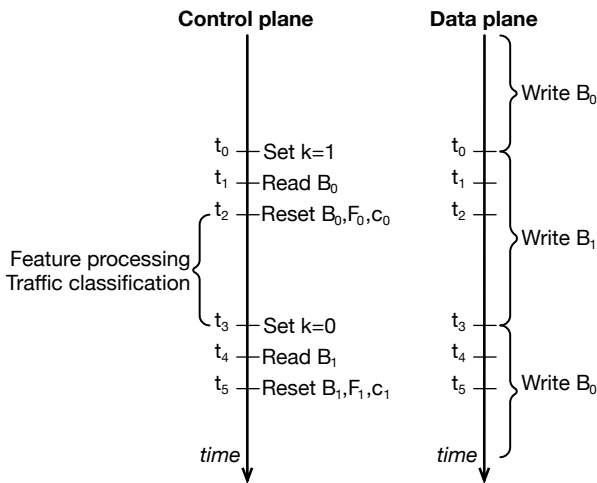 Control plane
Data plane
Write B₀
t₀ Set k=1
t₀
t₁ Read B₀
t₁
t₂ Reset B₀,F₀,c₀
t₂
Write B₁
Feature processing
Traffic classification
t₃ Set k=0
t₃
t₄ Read B₁
t₄
t₅ Reset B₁,F₁,c₁
t₅
Write B₀
time
time